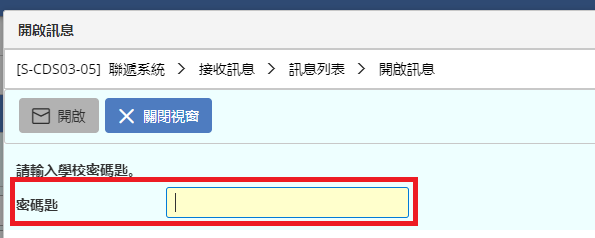 開啟訊息
[S-CDS03-05] 聯遞系統 > 接收訊息 > 訊息列表 > 開啟訊息
開啟 關閉視窗
請輸入學校密碼匙。
密碼匙